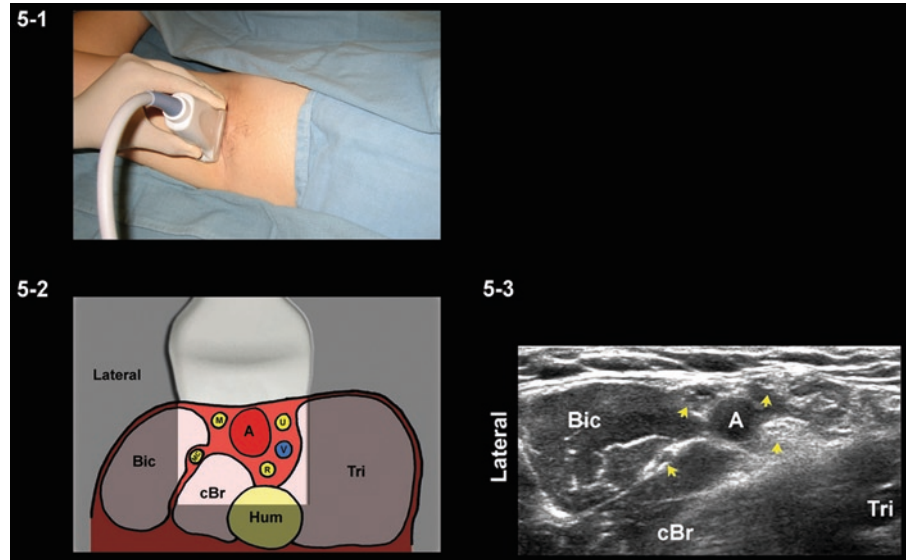 5-1
5-2
5-3
Lateral
M
A
U
V
R
Bic
cBr
Hum
Tri
Lateral
Bic
A
cBr
Tri